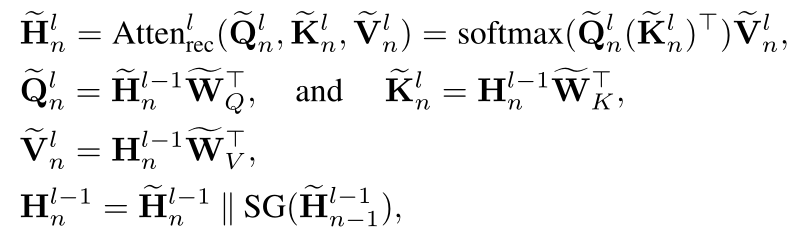 H̃ₙˡ = Attenˡ_rec(Q̃ₙˡ, K̃ₙˡ, Ṽₙˡ) = softmax(Q̃ₙˡ(K̃ₙˡ)^⊤)Ṽₙˡ,
Q̃ₙˡ = H̃ₙˡ⁻¹W̃_Q^⊤, and K̃ₙˡ = Hₙˡ⁻¹W̃_K^⊤,
Ṽₙˡ = Hₙˡ⁻¹W̃_V^⊤,
Hₙˡ⁻¹ = H̃ₙˡ⁻¹ ∥ SG(H̃ₙ₋₁ˡ⁻¹),